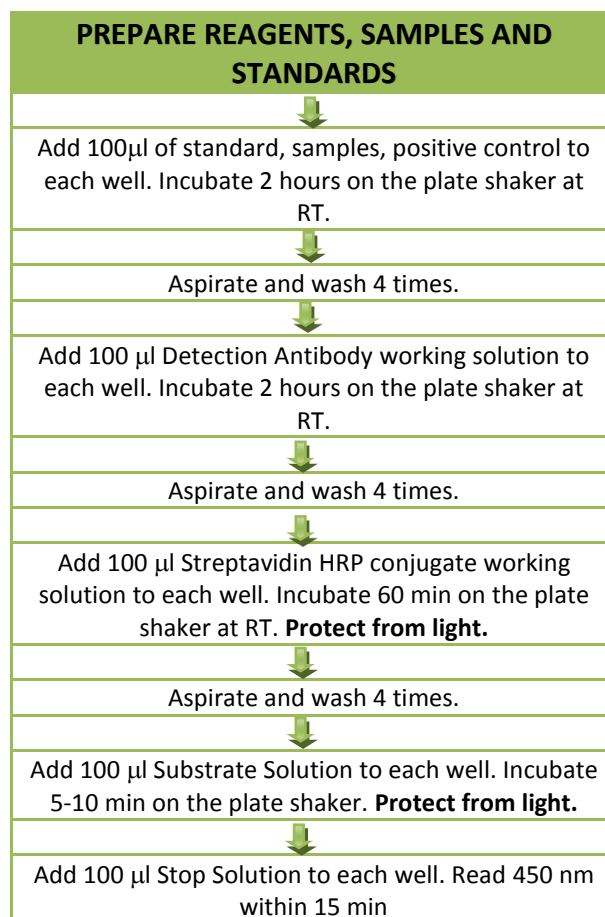 PREPARE REAGENTS, SAMPLES AND
STANDARDS
Add 100μl of standard, samples, positive control to
each well. Incubate 2 hours on the plate shaker at
RT.
Aspirate and wash 4 times.
Add 100 μl Detection Antibody working solution to
each well. Incubate 2 hours on the plate shaker at
RT.
Aspirate and wash 4 times.
Add 100 μl Streptavidin HRP conjugate working
solution to each well. Incubate 60 min on the plate
shaker at RT. Protect from light.
Aspirate and wash 4 times.
Add 100 μl Substrate Solution to each well. Incubate
5-10 min on the plate shaker. Protect from light.
Add 100 μl Stop Solution to each well. Read 450 nm
within 15 min